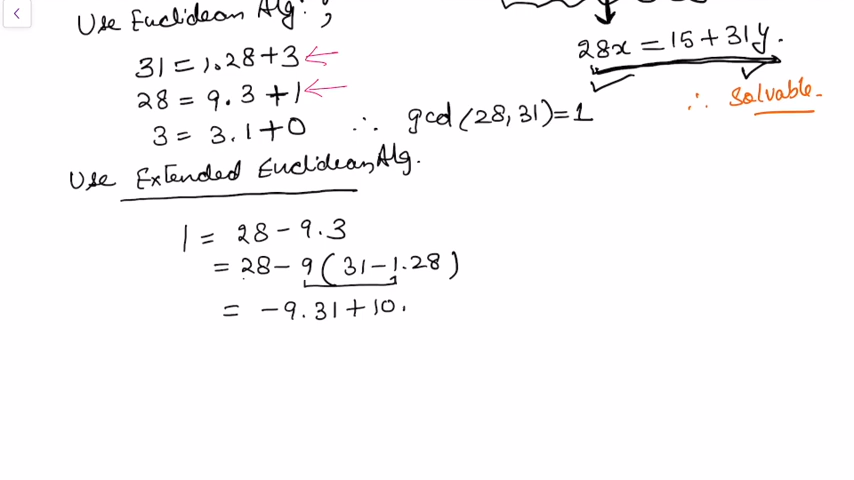 Use Euclidean Alg:;
31 = 1.28+3
28 = 9.3 +1
3 = 3.1+0 ∴ gcd(28,31)=1
28x = 15 + 31y.
∴ Solvable.
Use Extended Euclidean Alg.
1 = 28 - 9.3
= 28 - 9(31-1.28)
= -9.31+10.